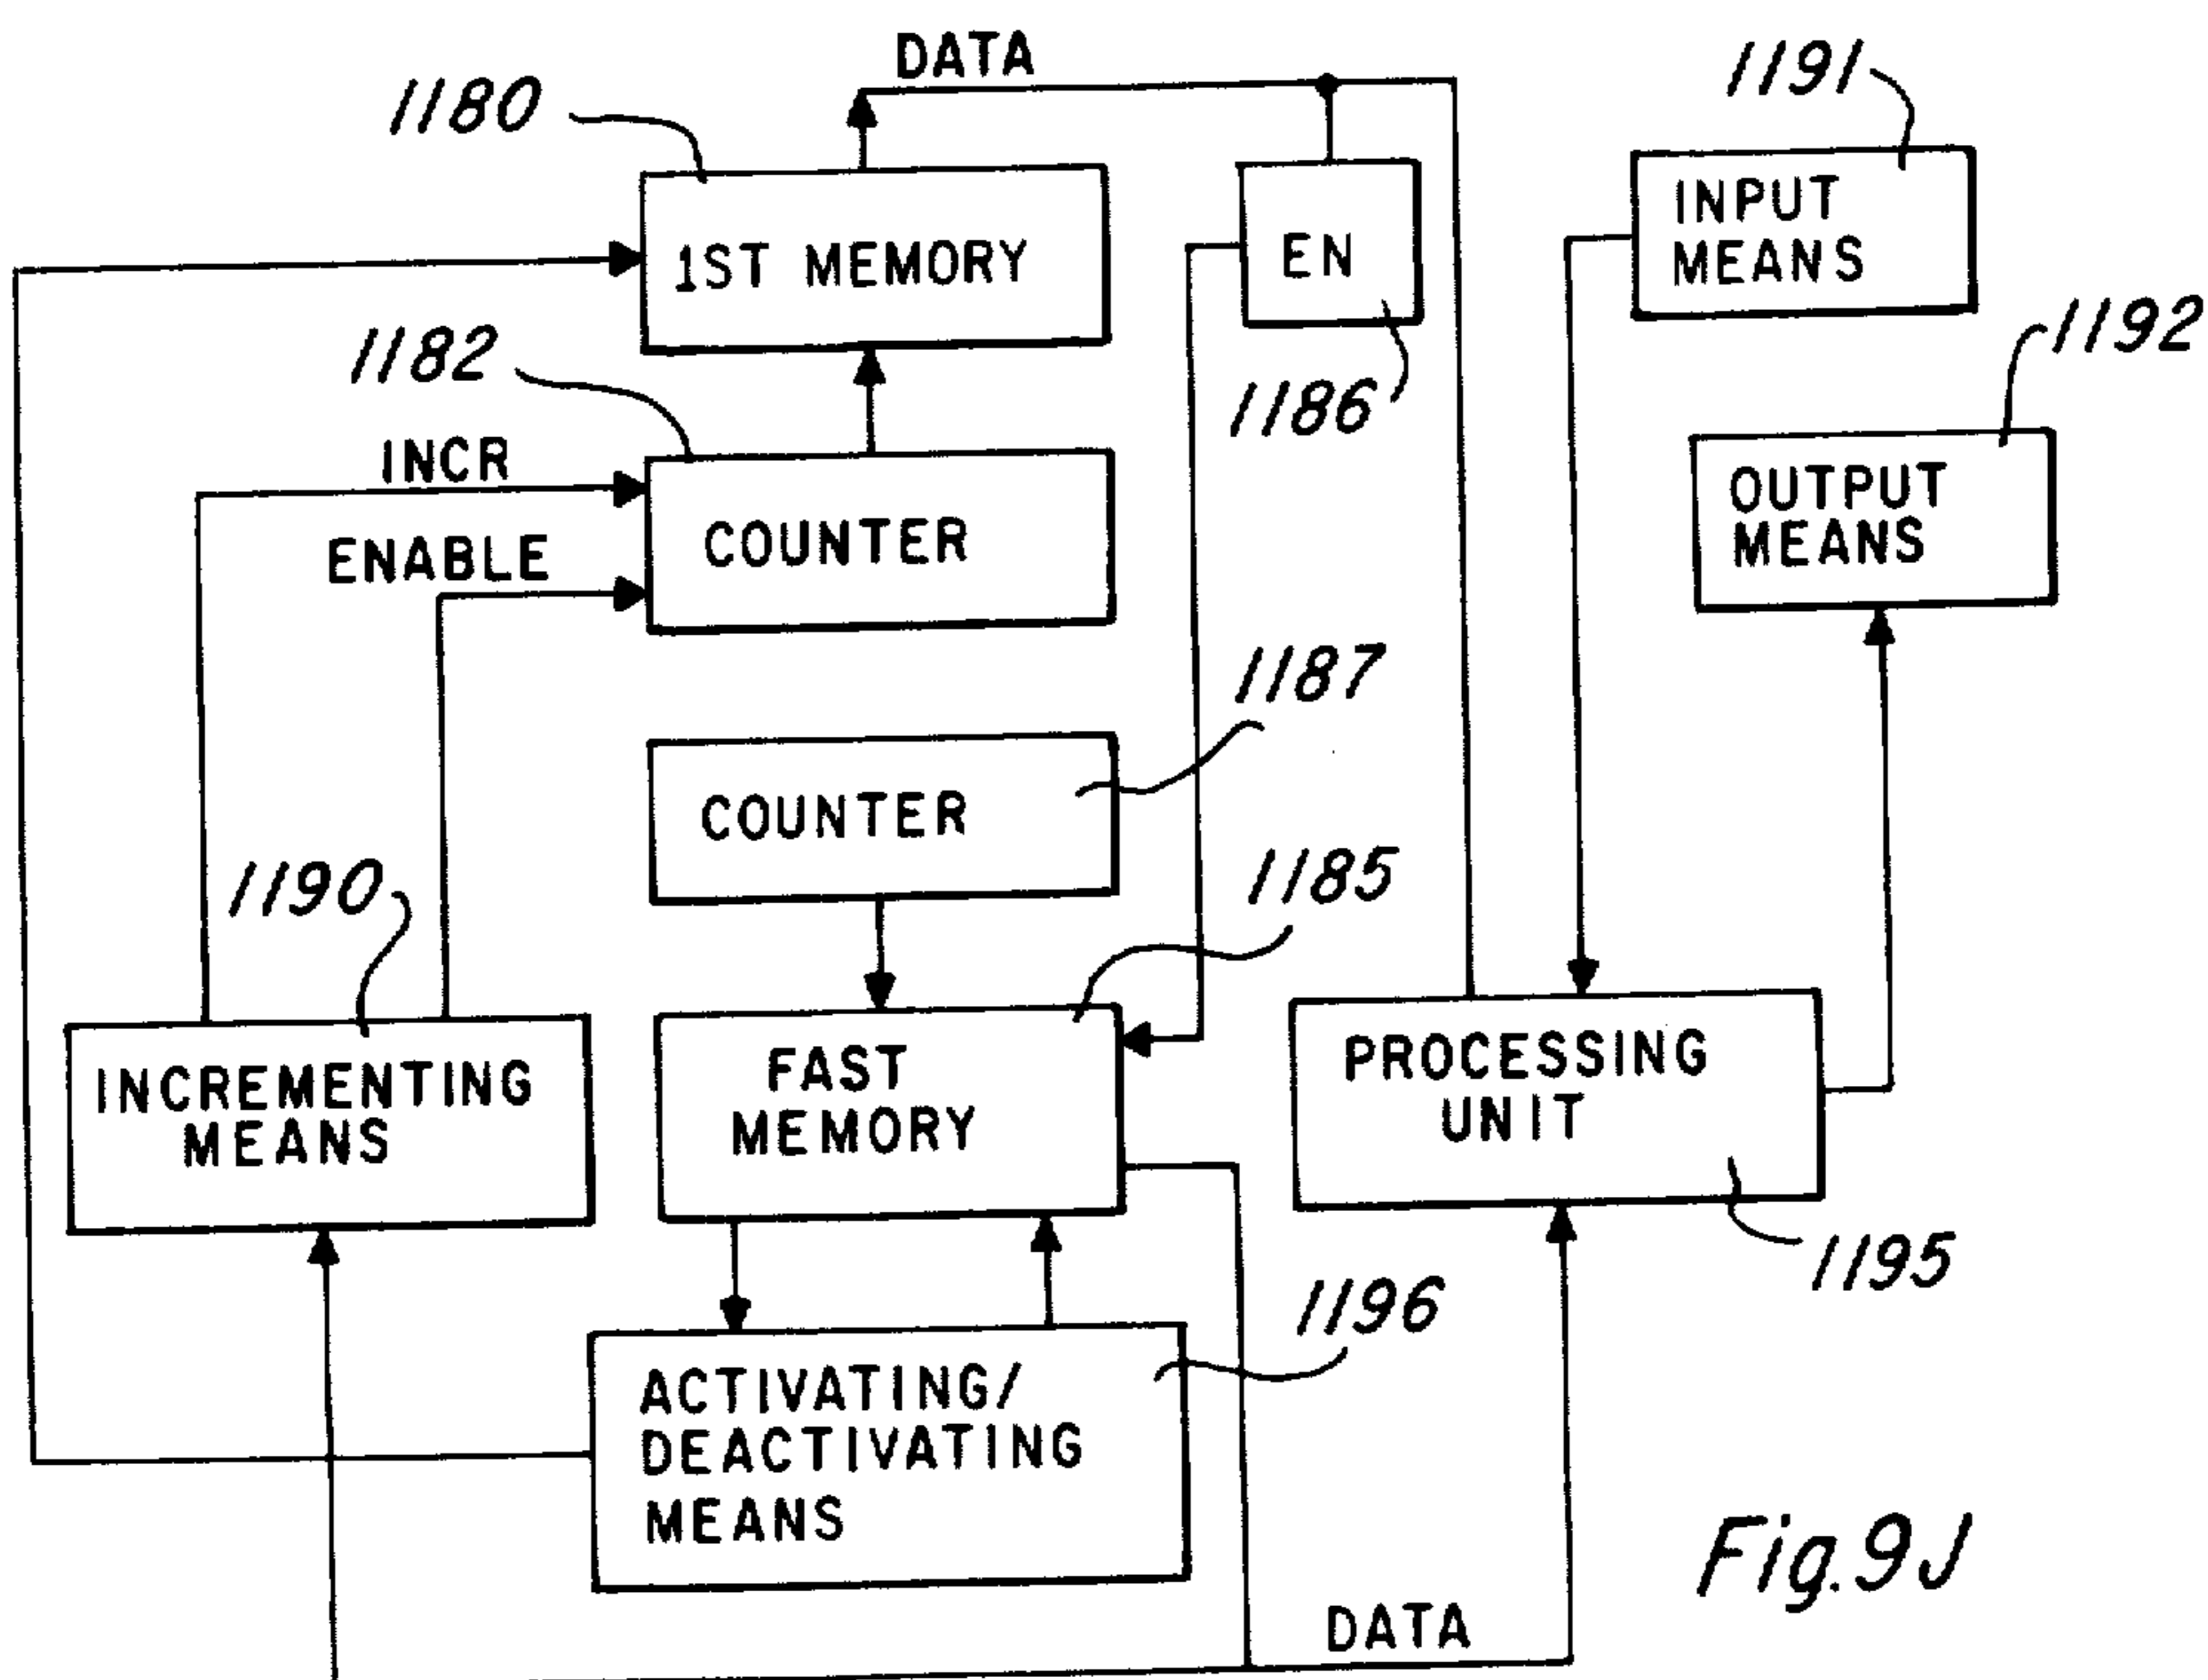 DATA
1180
1191
1ST MEMORY
EN
INPUT
MEANS
1192
1182
1186
INCR
COUNTER
ENABLE
OUTPUT
MEANS
1187
COUNTER
1190
1185
INCREMENTING
MEANS
FAST
MEMORY
PROCESSING
UNIT
1195
1196
ACTIVATING/
DEACTIVATING
MEANS
DATA
Fig. 9J